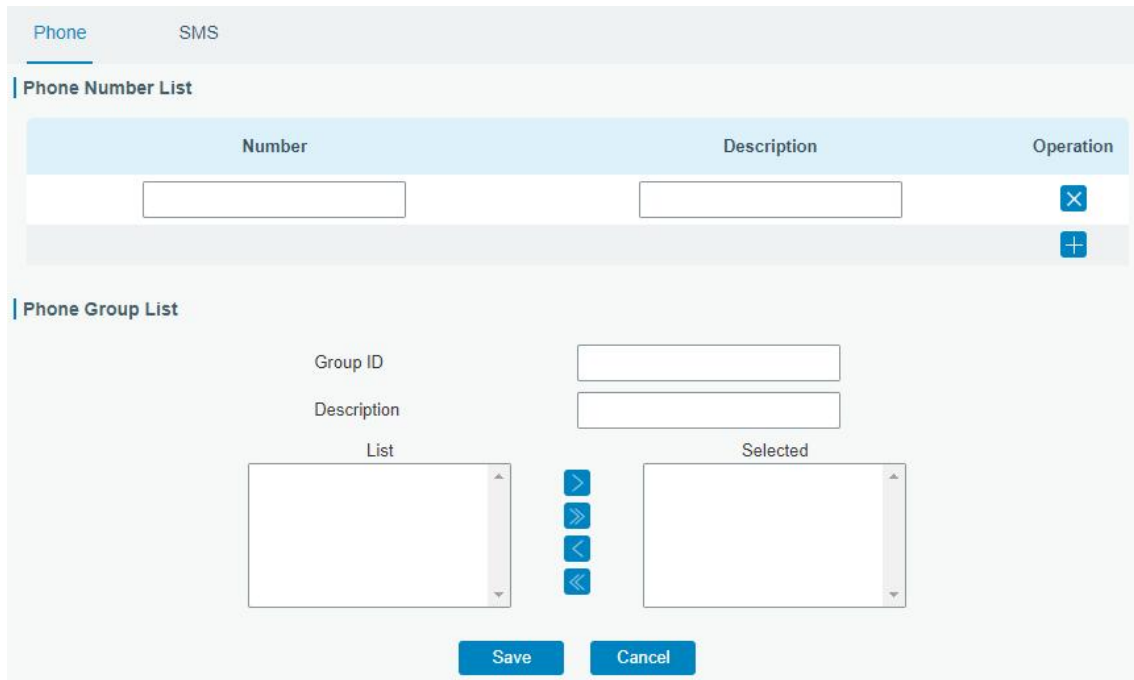 Phone SMS
Phone Number List
Number Description Operation
Phone Group List
Group ID
Description
List Selected
Save Cancel